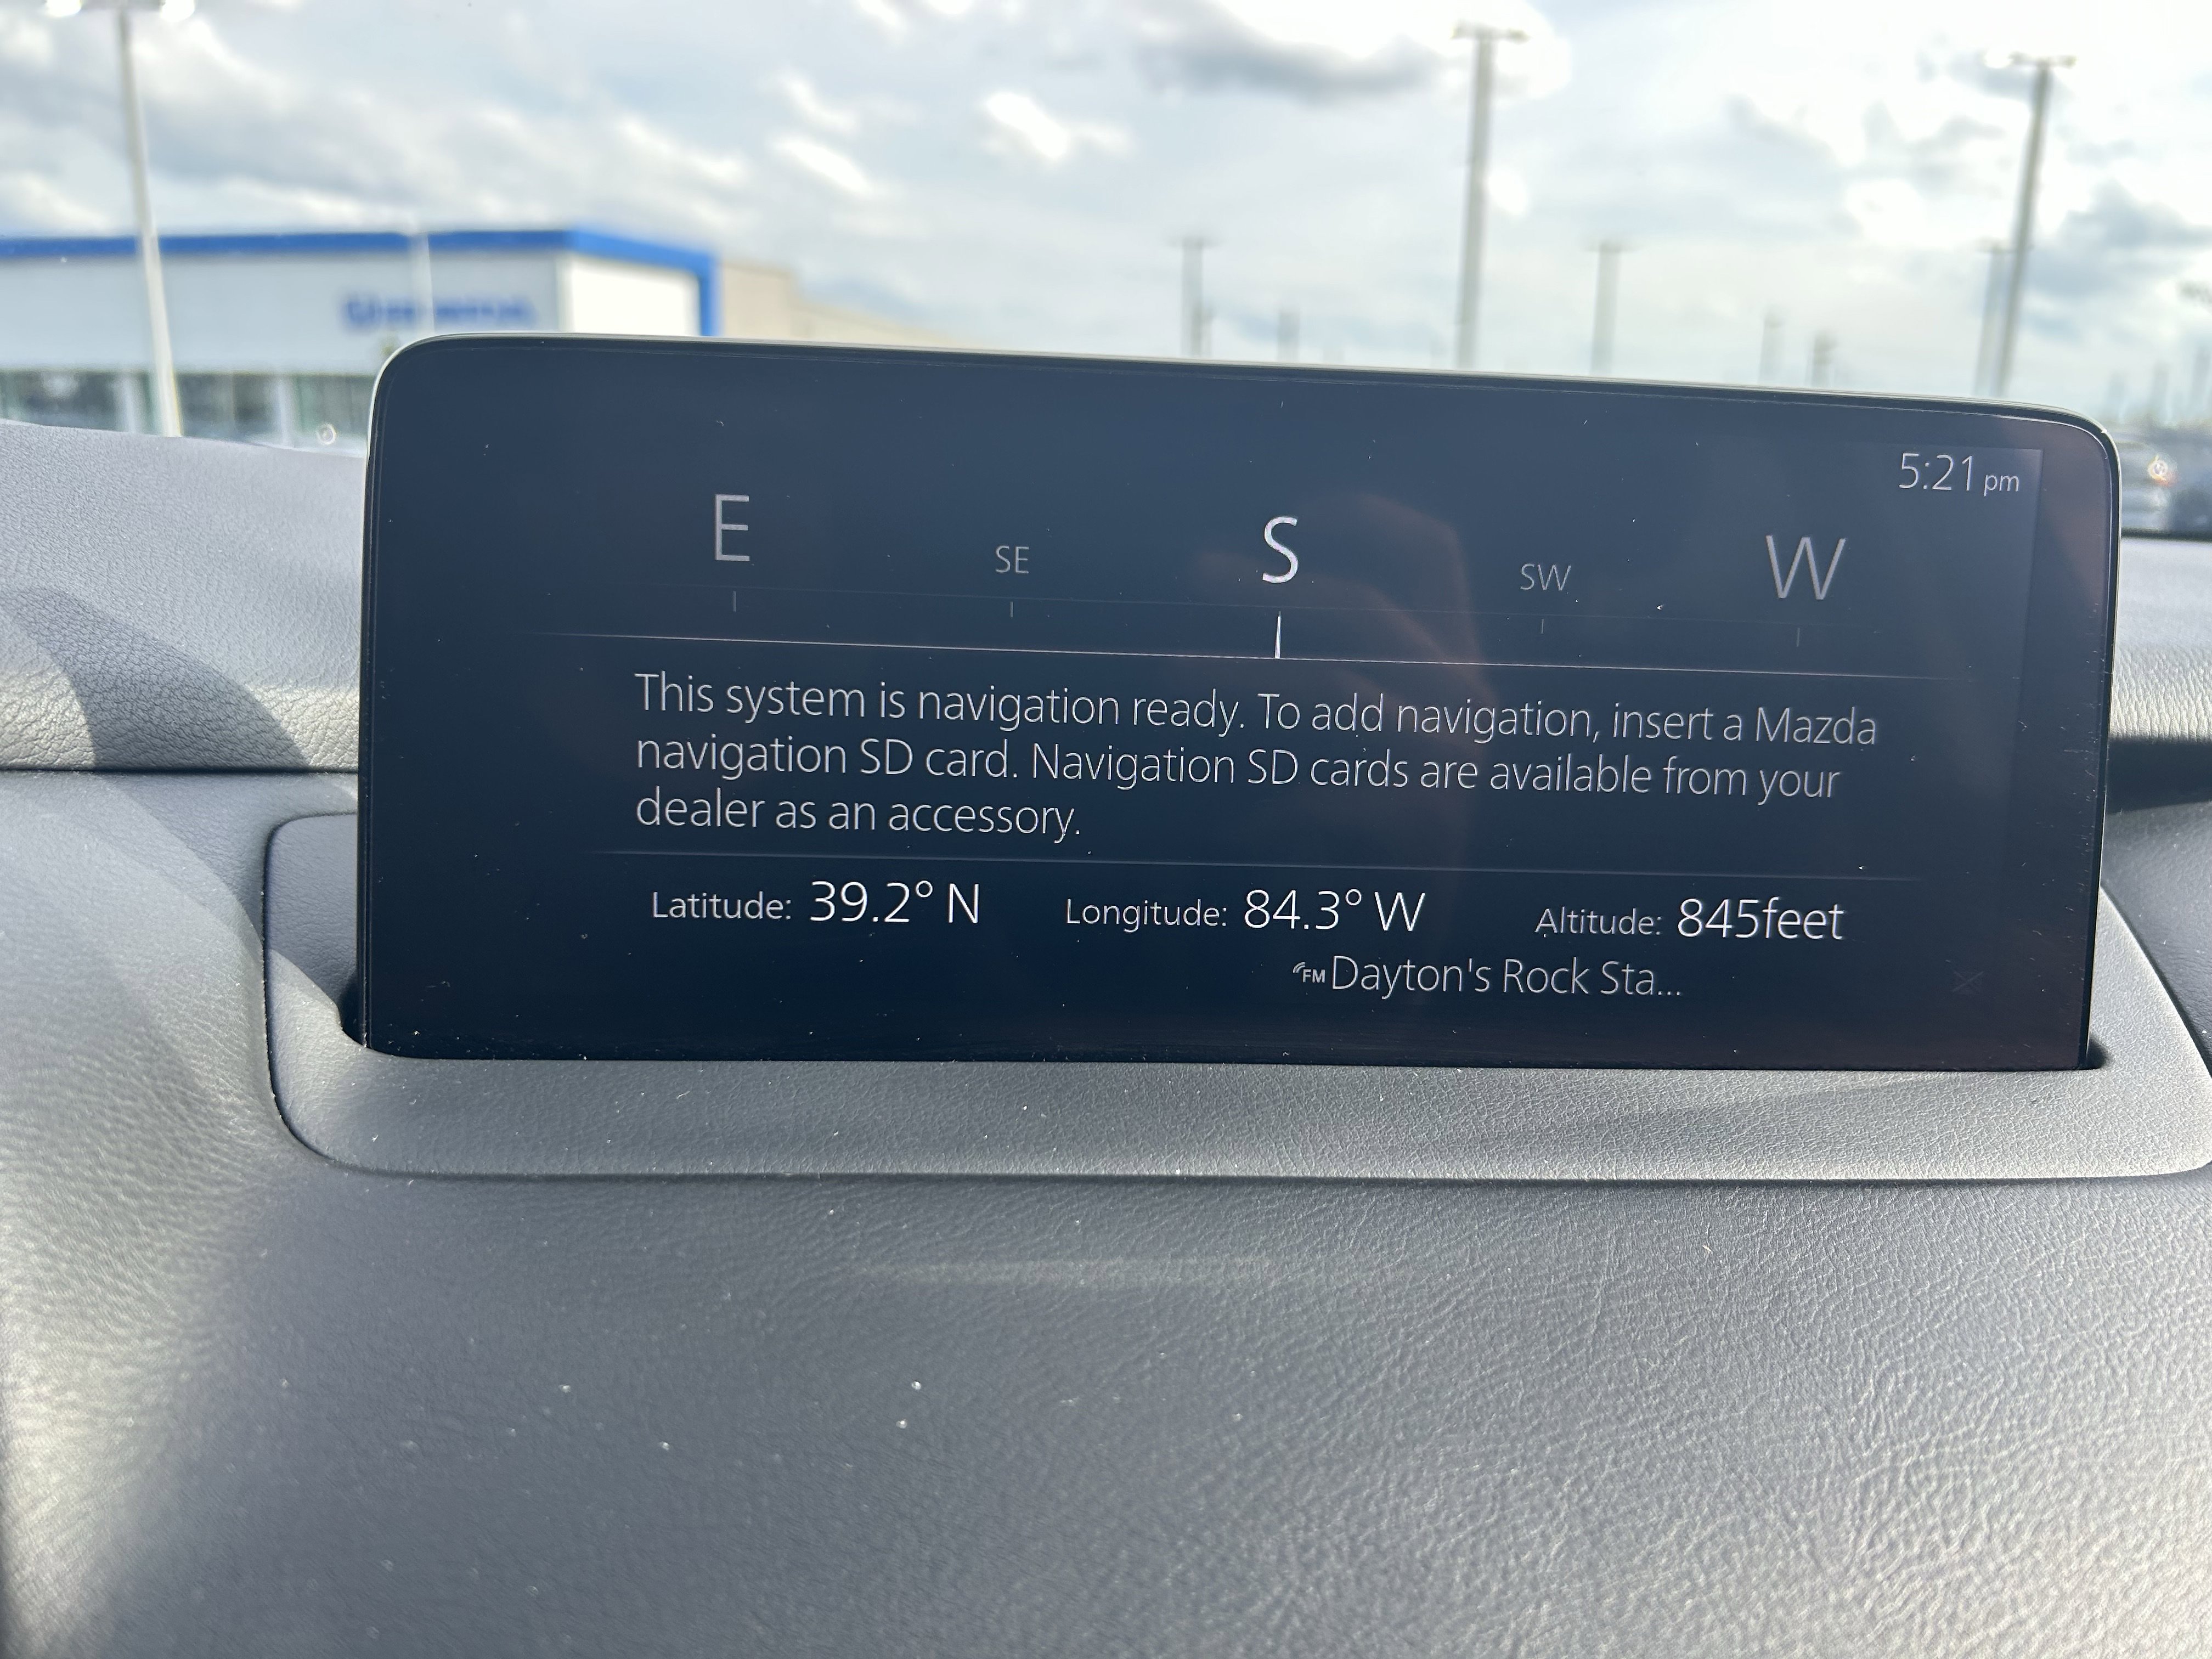 5:21 pm
E SE S SW W
This system is navigation ready. To add navigation, insert a Mazda
navigation SD card. Navigation SD cards are available from your
dealer as an accessory.
Latitude: 39.2° N Longitude: 84.3° W Altitude: 845feet
FM Dayton's Rock Sta...